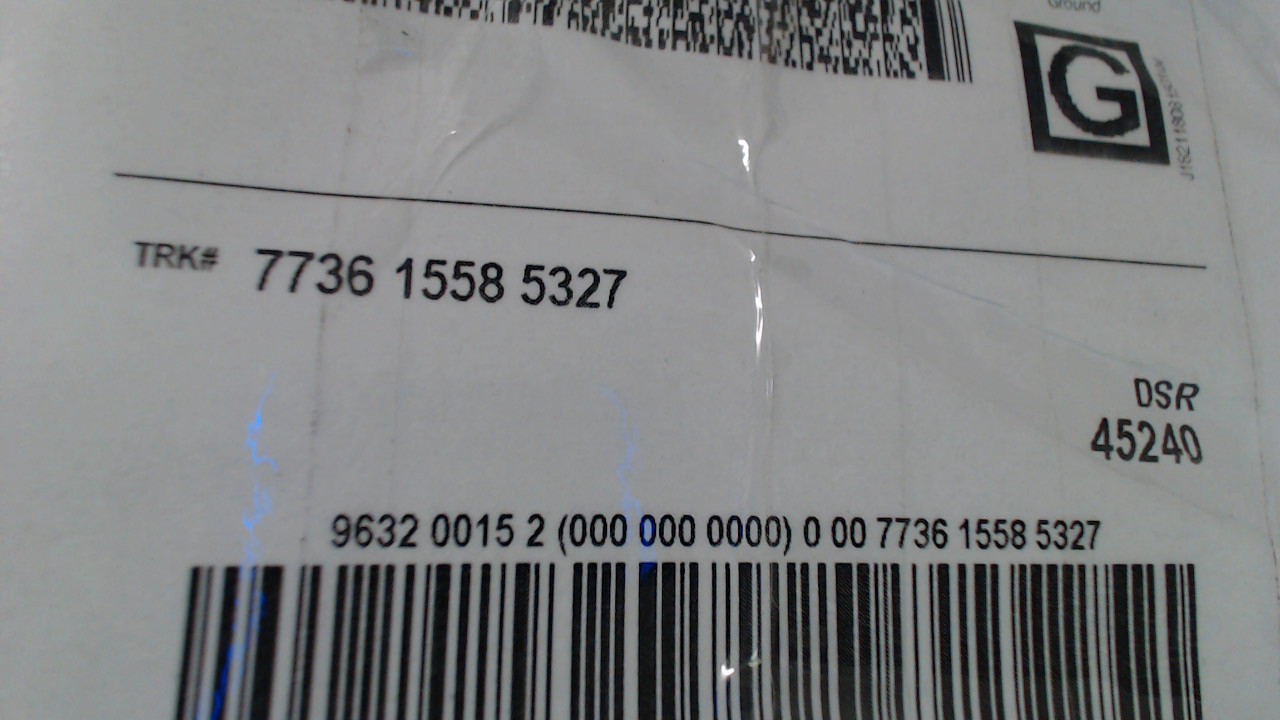 Ground
G
TRK# 7736 1558 5327
DSR
45240
9632 0015 2 (000 000 0000) 0 00 7736 1558 5327